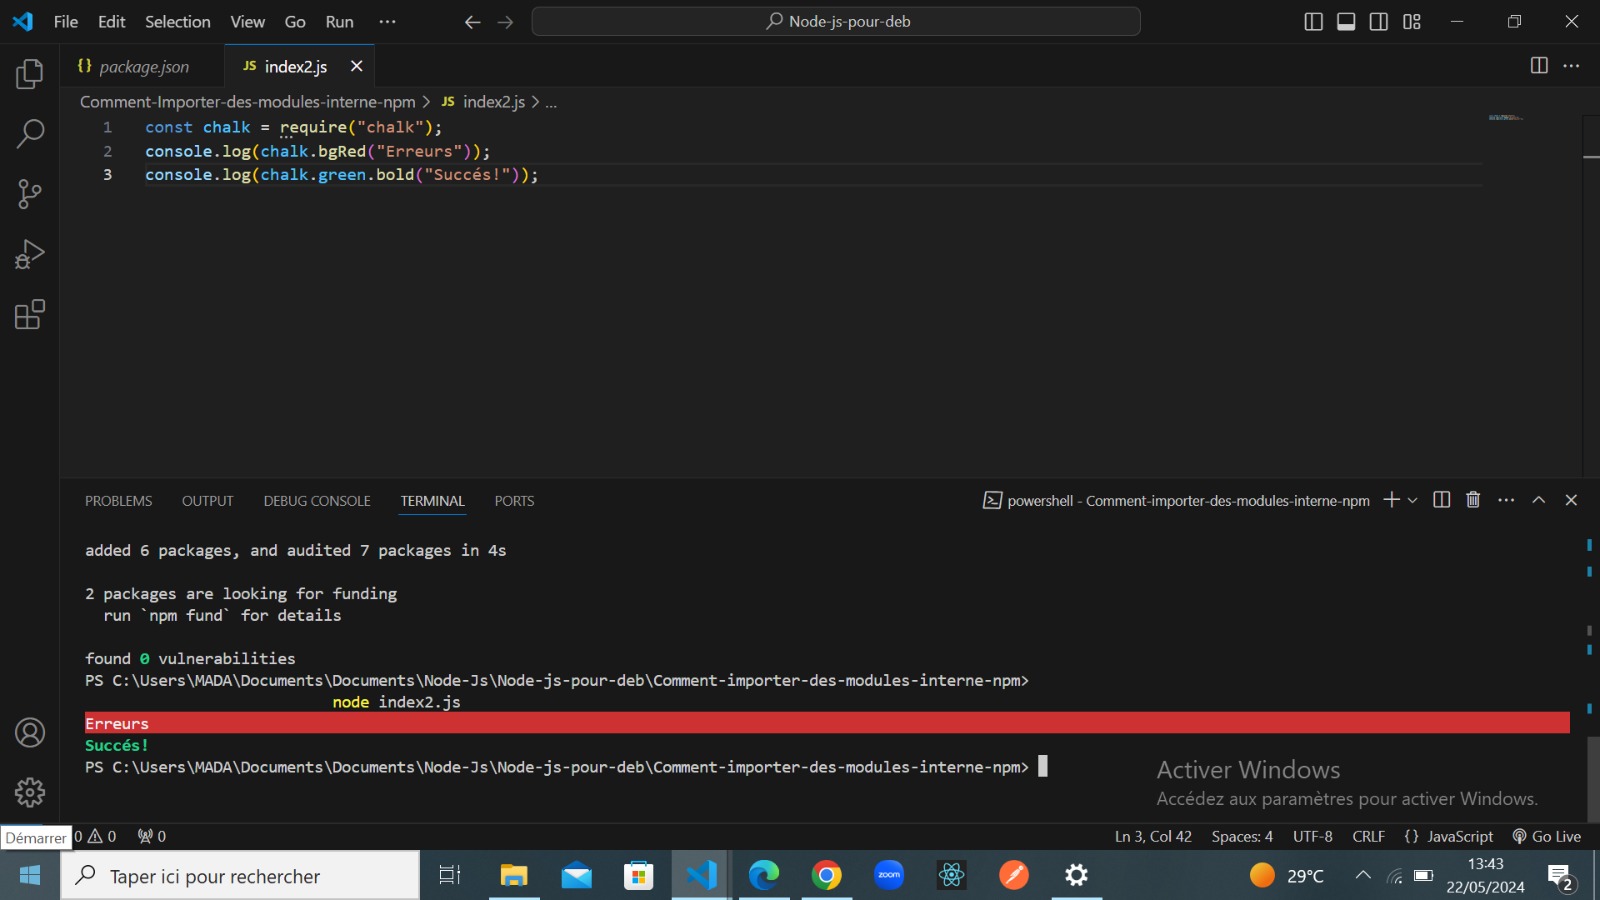 File Edit Selection View Go Run ···
Node-js-pour-deb
{} package.json
JS index2.js
Comment-Importer-des-modules-interne-npm > JS index2.js > ...
1 const chalk = require("chalk");
2 console.log(chalk.bgRed("Erreurs"));
3 console.log(chalk.green.bold("Succés!"));
PROBLEMS OUTPUT DEBUG CONSOLE TERMINAL PORTS
powershell - Comment-importer-des-modules-interne-npm
added 6 packages, and audited 7 packages in 4s
2 packages are looking for funding
run `npm fund` for details
found 0 vulnerabilities
PS C:\Users\MADA\Documents\Documents\Node-Js\Node-js-pour-deb\Comment-importer-des-modules-interne-npm>
node index2.js
Erreurs
Succés!
PS C:\Users\MADA\Documents\Documents\Node-Js\Node-js-pour-deb\Comment-importer-des-modules-interne-npm>
Activer Windows
Accédez aux paramètres pour activer Windows.
Démarrer 0 0 0
Ln 3, Col 42 Spaces: 4 UTF-8 CRLF {} JavaScript Go Live
Taper ici pour rechercher
zoom
29°C
13:43
22/05/2024
2